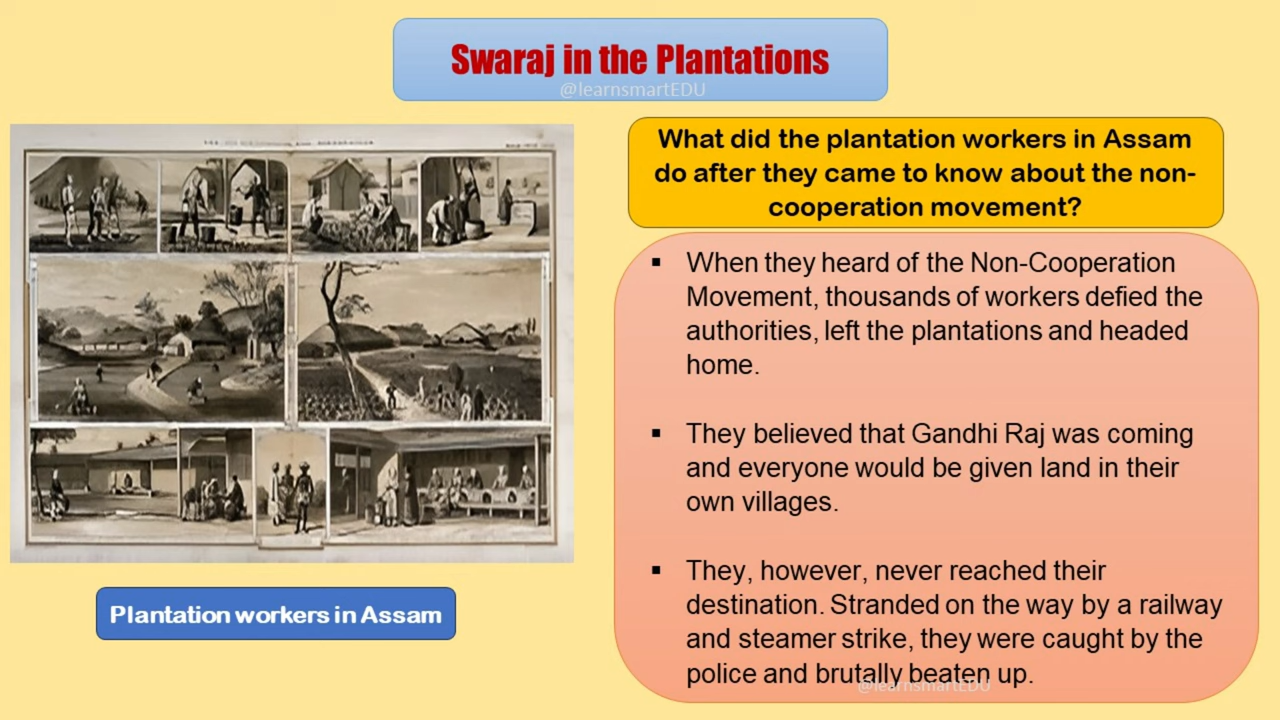 Swaraj in the Plantations
@learnsmartEDU
What did the plantation workers in Assam
do after they came to know about the non-
cooperation movement?
▪ When they heard of the Non-Cooperation
Movement, thousands of workers defied the
authorities, left the plantations and headed
home.
▪ They believed that Gandhi Raj was coming
and everyone would be given land in their
own villages.
▪ They, however, never reached their
destination. Stranded on the way by a railway
and steamer strike, they were caught by the
police and brutally beaten up.
@learnsmartEDU
Plantation workers in Assam